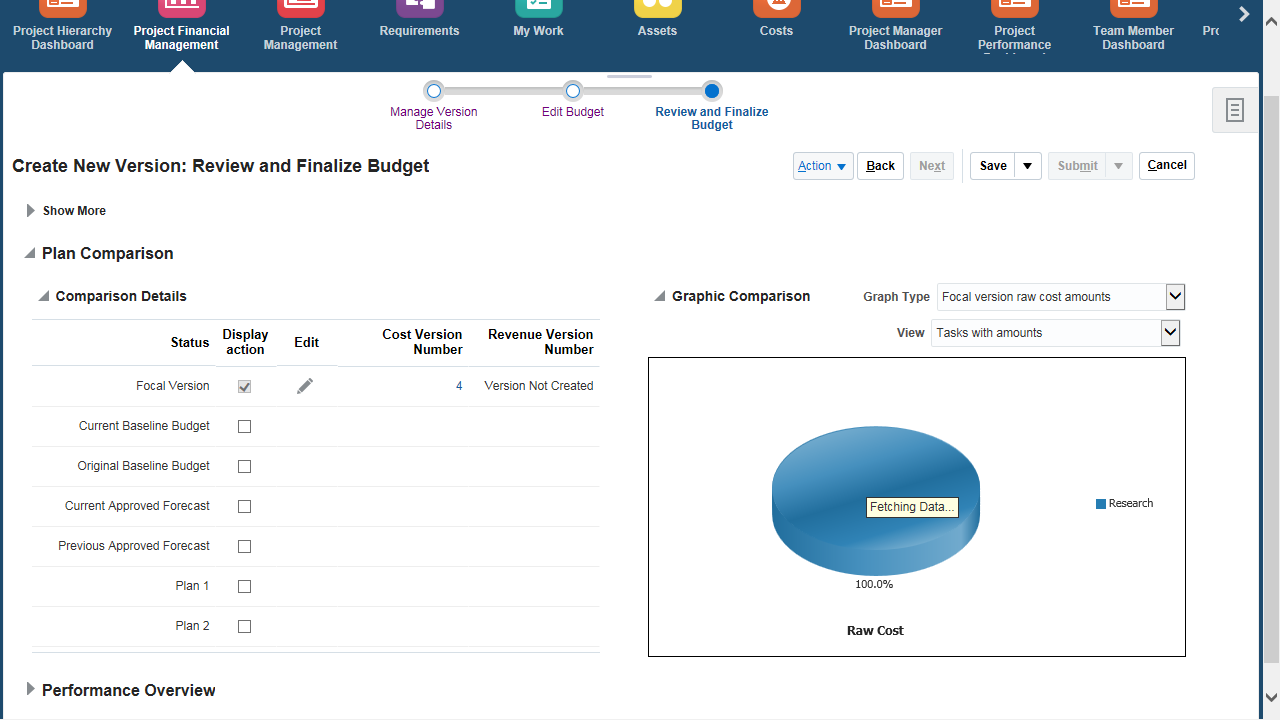 Project Hierarchy
Dashboard
Project Financial
Management
Project
Management
Requirements
My Work
Assets
Costs
Project Manager
Dashboard
Project
Performance
Team Member
Dashboard
Manage Version
Details
Edit Budget
Review and Finalize
Budget
Create New Version: Review and Finalize Budget
Action
Back
Next
Save
Submit
Cancel
Show More
Plan Comparison
Comparison Details
Status
Display
action
Edit
Cost Version
Number
Revenue Version
Number
Focal Version
4
Version Not Created
Current Baseline Budget
Original Baseline Budget
Current Approved Forecast
Previous Approved Forecast
Plan 1
Plan 2
Graphic Comparison
Graph Type
Focal version raw cost amounts
View
Tasks with amounts
Fetching Data...
Research
100.0%
Raw Cost
Performance Overview